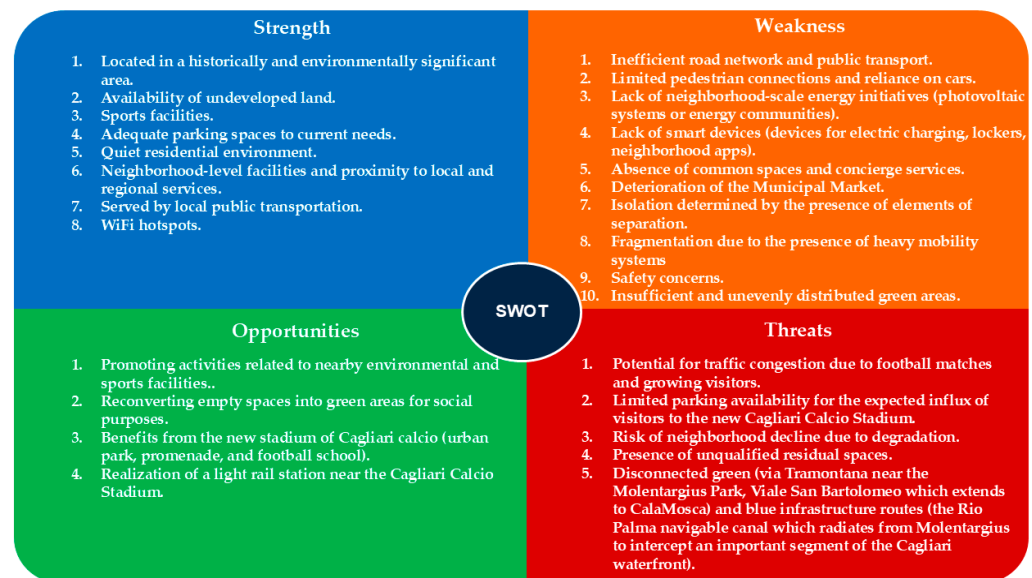 Strength
1. Located in a historically and environmentally significant
area.
2. Availability of undeveloped land.
3. Sports facilities.
4. Adequate parking spaces to current needs.
5. Quiet residential environment.
6. Neighborhood-level facilities and proximity to local and
regional services.
7. Served by local public transportation.
8. WiFi hotspots.
Weakness
1. Inefficient road network and public transport.
2. Limited pedestrian connections and reliance on cars.
3. Lack of neighborhood-scale energy initiatives (photovoltaic
systems or energy communities).
4. Lack of smart devices (devices for electric charging, lockers,
neighborhood apps).
5. Absence of common spaces and concierge services.
6. Deterioration of the Municipal Market.
7. Isolation determined by the presence of elements of
separation.
8. Fragmentation due to the presence of heavy mobility
systems
9. Safety concerns.
10. Insufficient and unevenly distributed green areas.
SWOT
Opportunities
1. Promoting activities related to nearby environmental and
sports facilities..
2. Reconverting empty spaces into green areas for social
purposes.
3. Benefits from the new stadium of Cagliari calcio (urban
park, promenade, and football school).
4. Realization of a light rail station near the Cagliari Calcio
Stadium.
Threats
1. Potential for traffic congestion due to football matches
and growing visitors.
2. Limited parking availability for the expected influx of
visitors to the new Cagliari Calcio Stadium.
3. Risk of neighborhood decline due to degradation.
4. Presence of unqualified residual spaces.
5. Disconnected green (via Tramontana near the
Molentargius Park, Viale San Bartolomeo which extends
to CalaMosca) and blue infrastructure routes (the Rio
Palma navigable canal which radiates from Molentargius
to intercept an important segment of the Cagliari
waterfront).